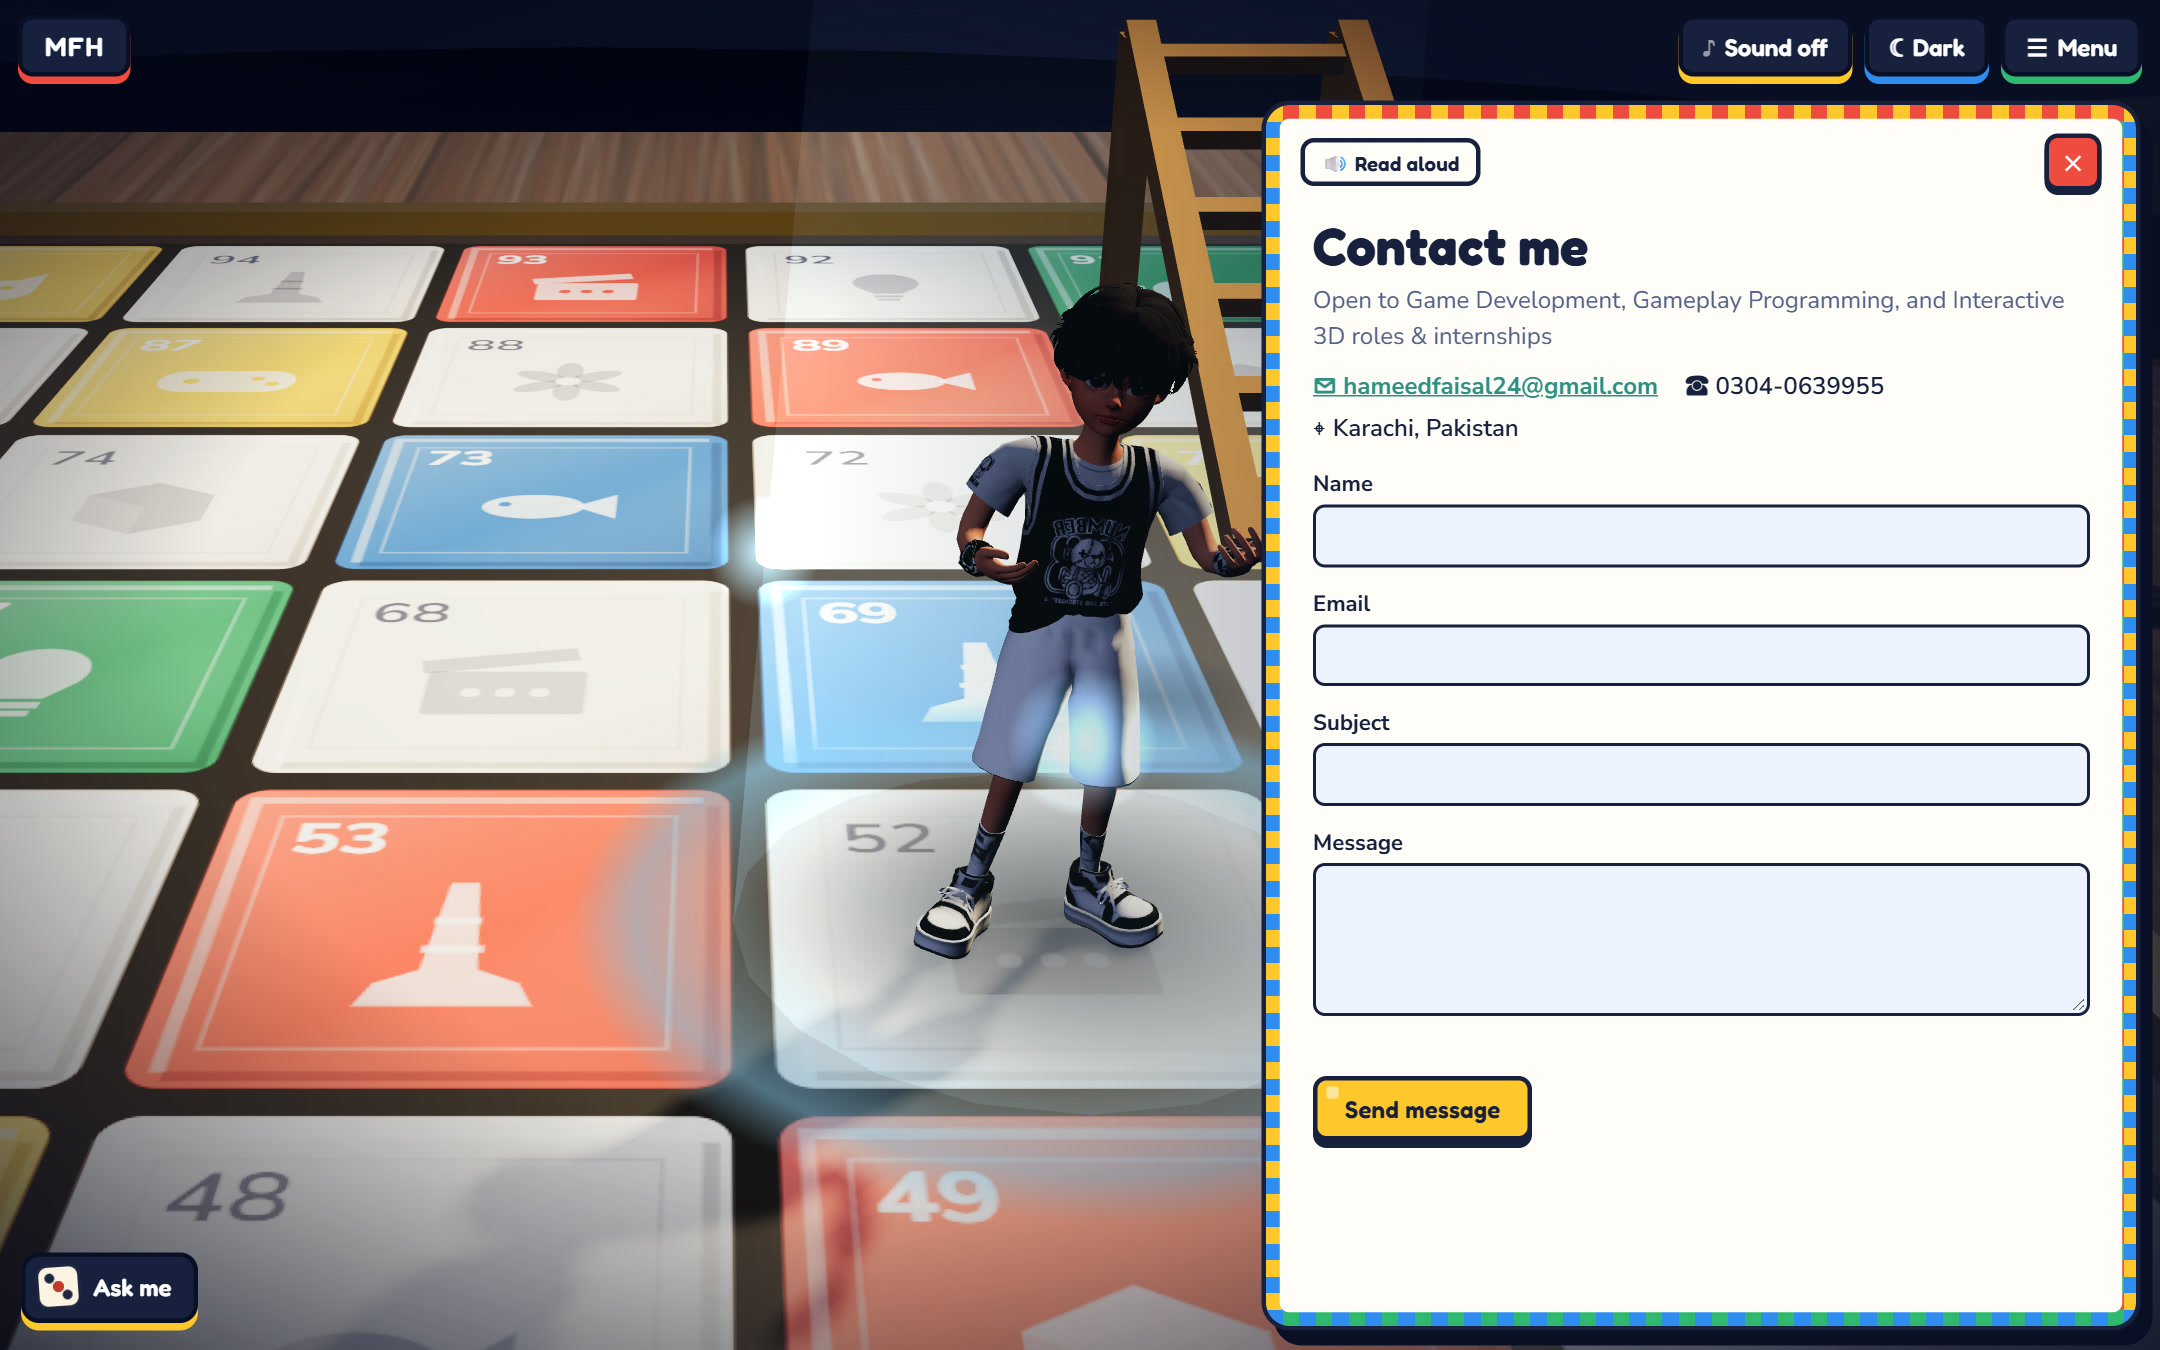 MFH
♪ Sound off
☾ Dark
☰ Menu
Read aloud
×
Contact me
Open to Game Development, Gameplay Programming, and Interactive
3D roles & internships
hameedfaisal24@gmail.com ☎ 0304-0639955
⌖ Karachi, Pakistan
Name
Email
Subject
Message
Send message
94
93
92
87
88
89
74
73
72
68
69
53
52
48
49
NUMBER
Ask me